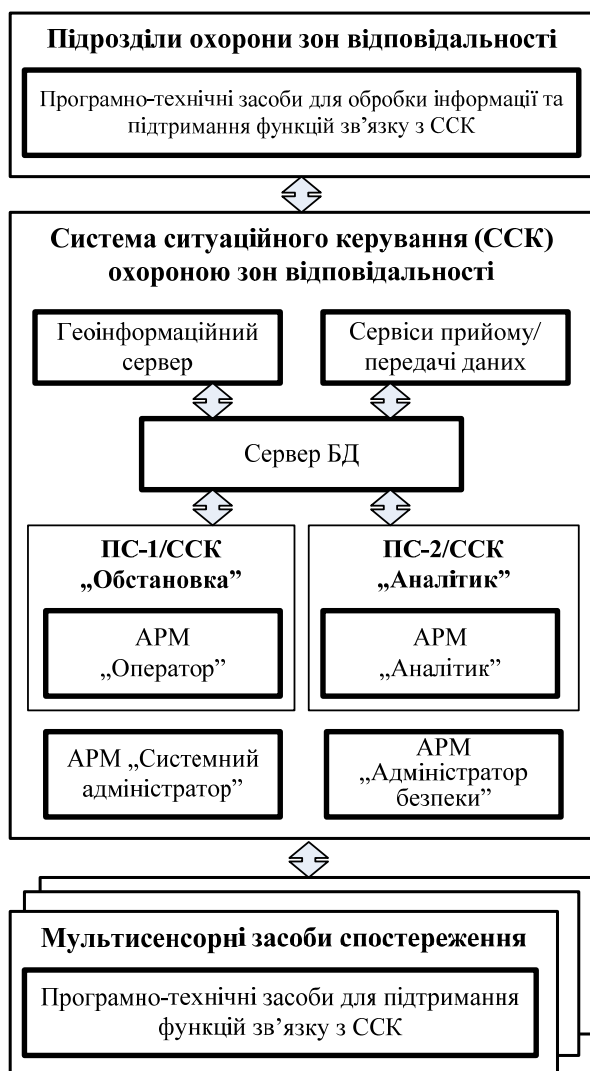 Підрозділи охорони зон відповідальності
Програмно-технічні засоби для обробки інформації та
підтримання функцій зв’язку з ССК
Система ситуаційного керування (ССК)
охороною зон відповідальності
Геоінформаційний
сервер
Сервіси прийому/
передачі даних
Сервер БД
ПС-1/ССК
„Обстановка”
АРМ
„Оператор”
ПС-2/ССК
„Аналітик”
АРМ
„Аналітик”
АРМ „Системний
адміністратор”
АРМ
„Адміністратор
безпеки”
Мультисенсорні засоби спостереження
Програмно-технічні засоби для підтримання
функцій зв’язку з ССК